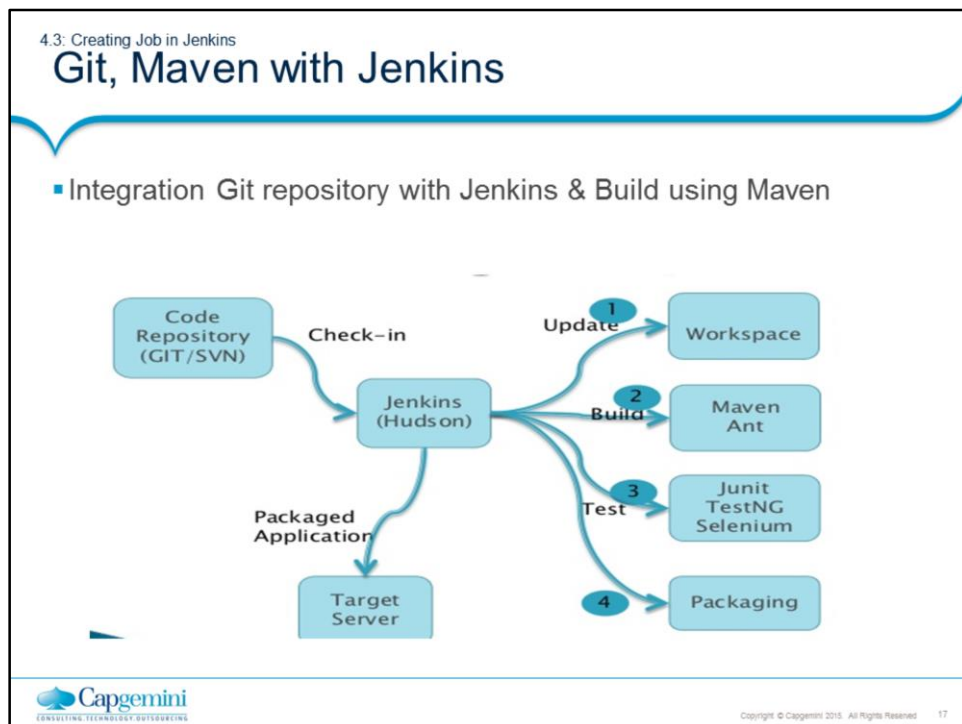 4.3: Creating Job in Jenkins
Git, Maven with Jenkins
Integration Git repository with Jenkins & Build using Maven
Code
Repository
(GIT/SVN)
Check-in
Jenkins
(Hudson)
1
Update
Workspace
2
Build
Maven
Ant
3
Test
Junit
TestNG
Selenium
4
Packaging
Packaged
Application
Target
Server
Capgemini
CONSULTING.TECHNOLOGY.OUTSOURCING
Copyright © Capgemini 2015. All Rights Reserved
17